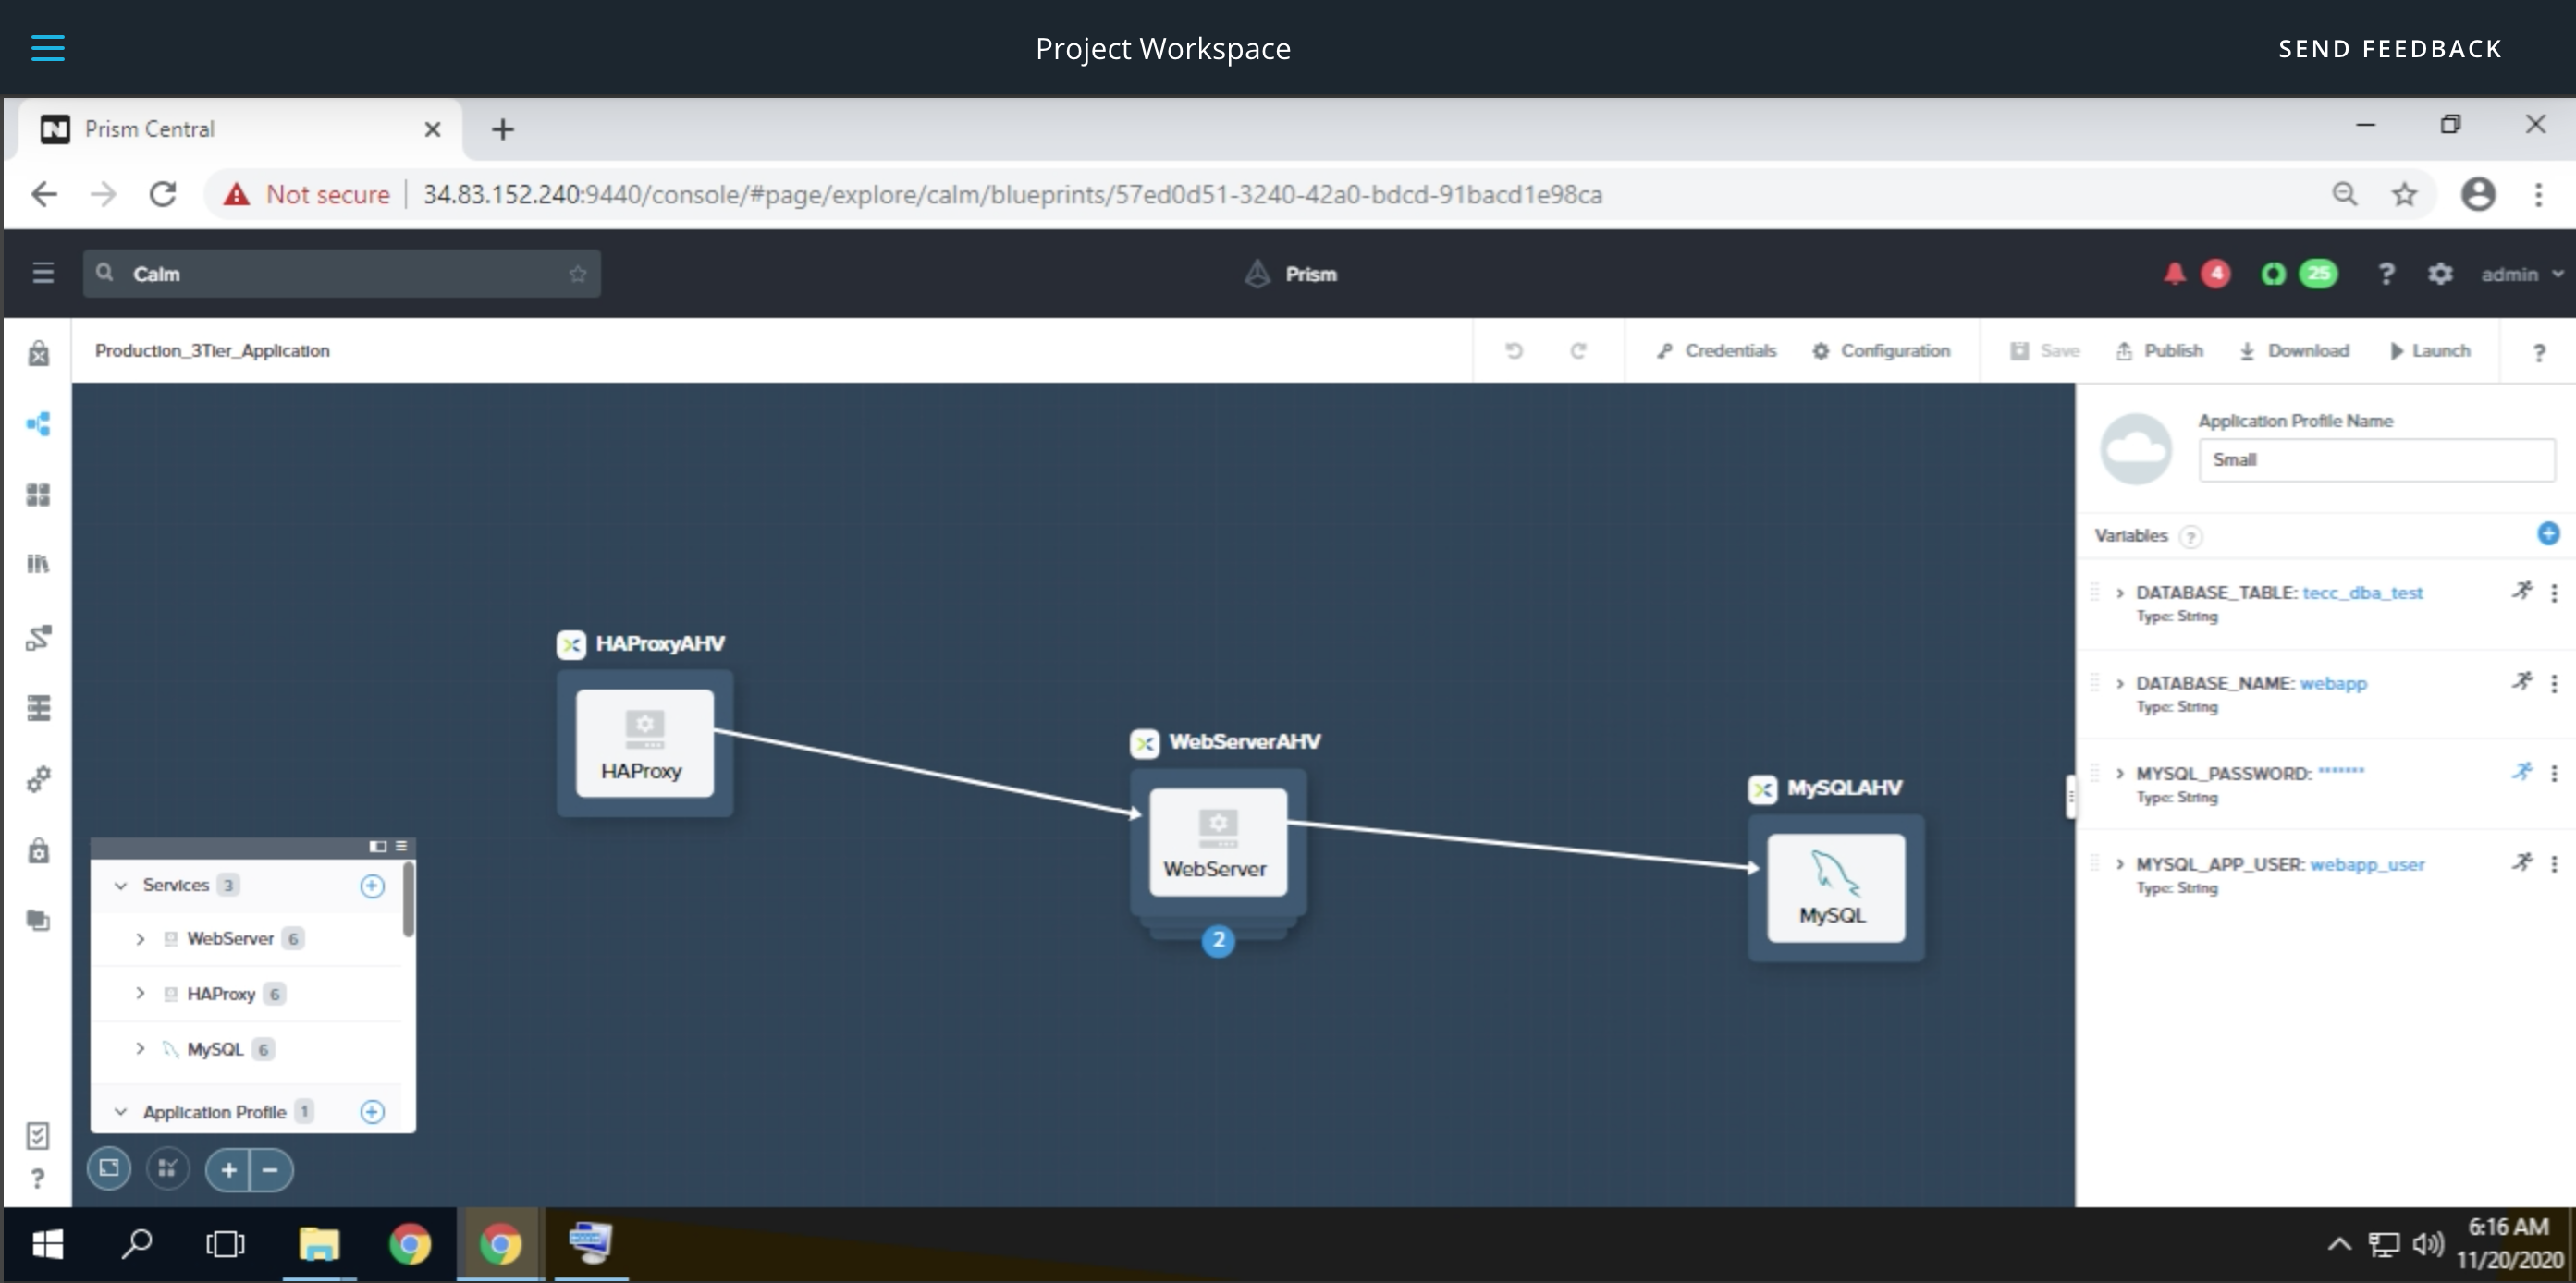 Project Workspace
SEND FEEDBACK
Prism Central
Not secure
34.83.152.240:9440/console/#page/explore/calm/blueprints/57ed0d51-3240-42a0-bdcd-91bacd1e98ca
Calm
Prism
4
25
?
admin
Production_3Tier_Application
Credentials
Configuration
Save
Publish
Download
Launch
?
Application Profile Name
Small
Variables ?
DATABASE_TABLE: tecc_dba_test
Type: String
DATABASE_NAME: webapp
Type: String
MYSQL_PASSWORD: *******
Type: String
MYSQL_APP_USER: webapp_user
Type: String
HAProxyAHV
HAProxy
WebServerAHV
WebServer
2
MySQLAHV
MySQL
Services 3
WebServer 6
HAProxy 6
MySQL 6
Application Profile 1
?
6:16 AM
11/20/2020